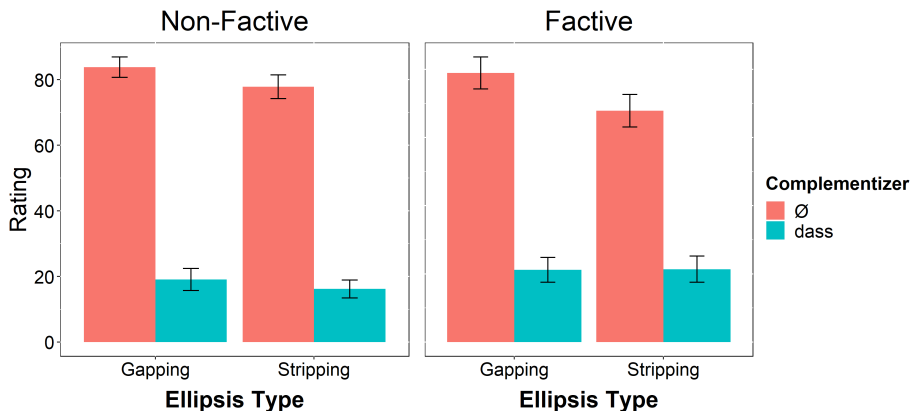 Non-Factive
Factive
Rating
80
60
40
20
0
Gapping
Stripping
Gapping
Stripping
Ellipsis Type
Ellipsis Type
Complementizer
Ø
dass